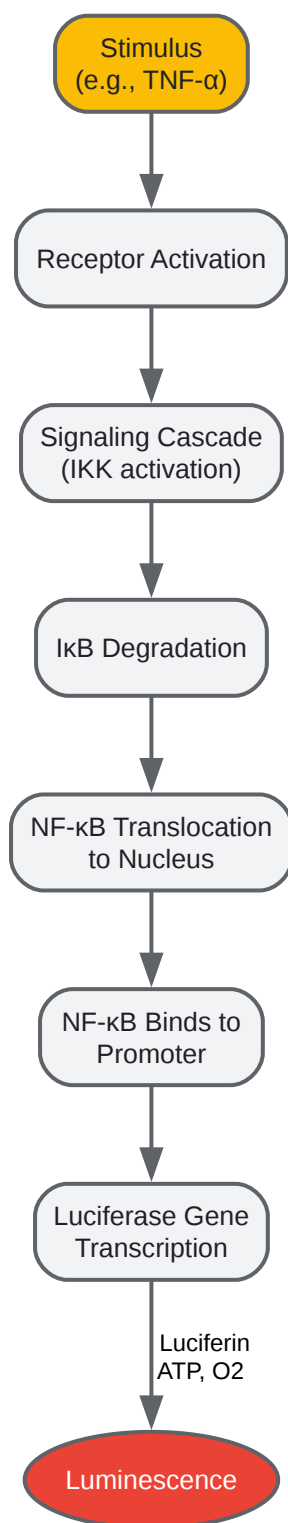 Stimulus
(e.g., TNF-α)
Receptor Activation
Signaling Cascade
(IKK activation)
IκB Degradation
NF-κB Translocation
to Nucleus
NF-κB Binds to
Promoter
Luciferase Gene
Transcription
Luciferin
ATP, O2
Luminescence